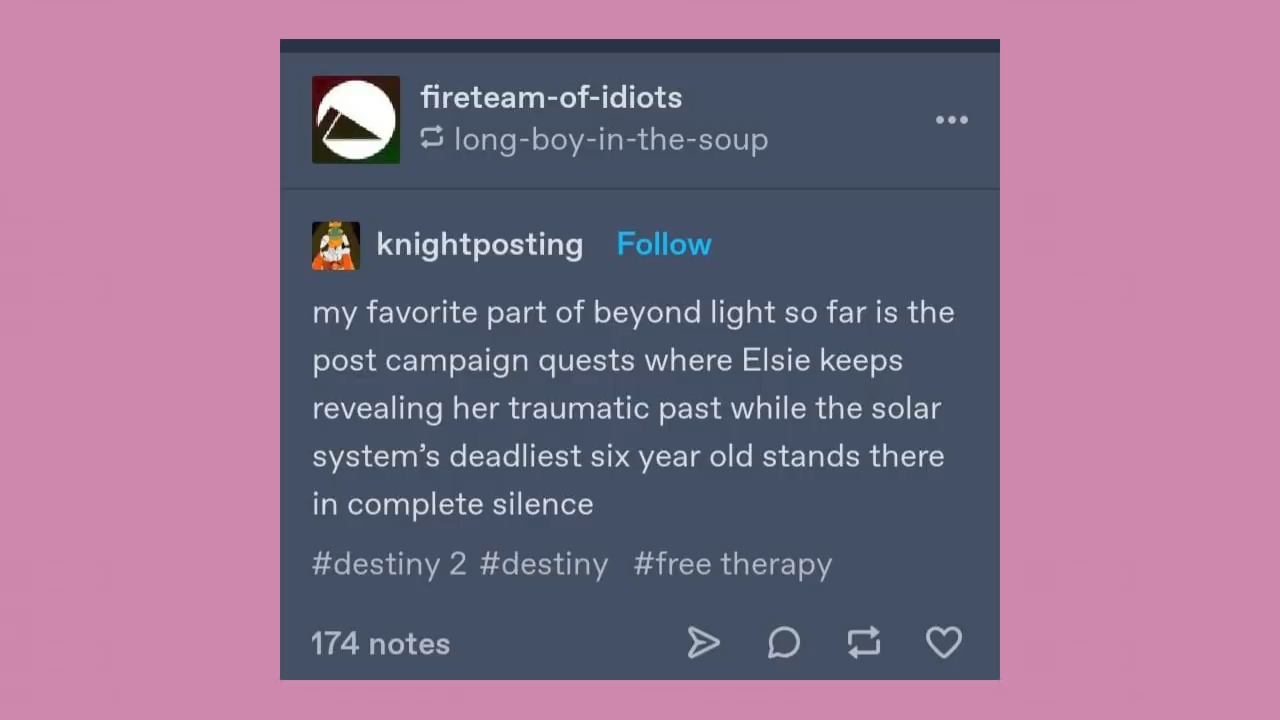 fireteam-of-idiots
long-boy-in-the-soup
knightposting Follow
my favorite part of beyond light so far is the
post campaign quests where Elsie keeps
revealing her traumatic past while the solar
system’s deadliest six year old stands there
in complete silence
#destiny 2 #destiny #free therapy
174 notes